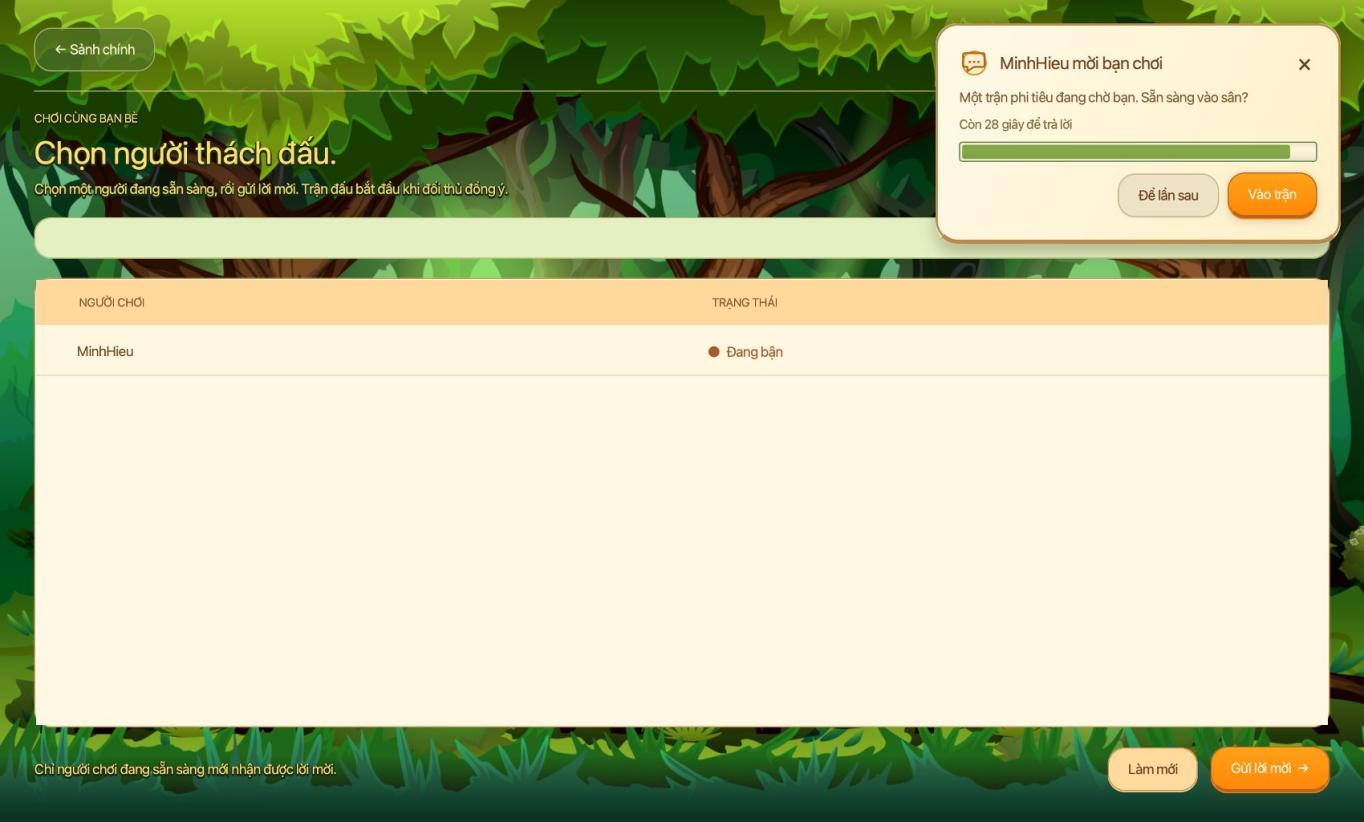 ← Sảnh chính
MinhHieu mời bạn chơi
Một trận phi tiêu đang chờ bạn. Sẵn sàng vào sân?
Còn 28 giây để trả lời
Để lần sau
Vào trận
CHƠI CÙNG BẠN BÈ
Chọn người thách đấu.
Chọn một người đang sẵn sàng, rồi gửi lời mời. Trận đấu bắt đầu khi đối thủ đồng ý.
NGƯỜI CHƠI TRẠNG THÁI
MinhHieu Đang bận
Chỉ người chơi đang sẵn sàng mới nhận được lời mời.
Làm mới
Gửi lời mời →